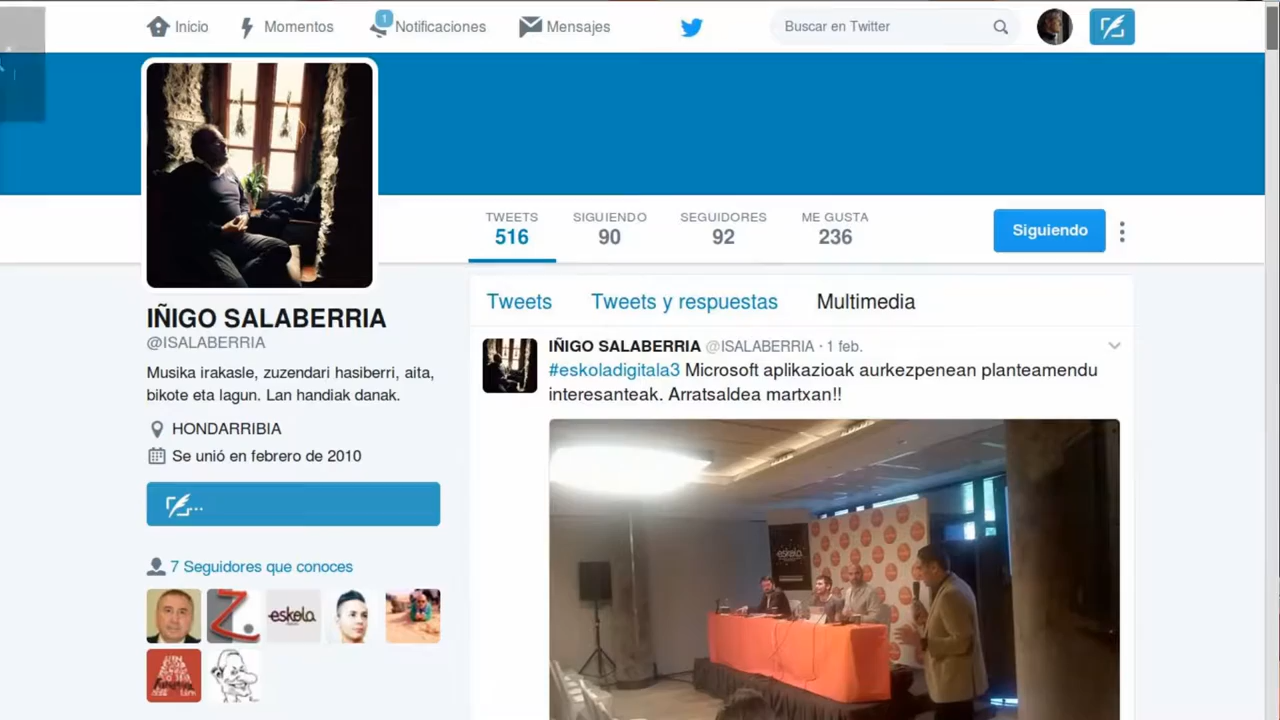 Inicio
Momentos
1
Notificaciones
Mensajes
Buscar en Twitter
TWEETS
516
SIGUIENDO
90
SEGUIDORES
92
ME GUSTA
236
Siguiendo
IÑIGO SALABERRIA
@ISALABERRIA
Musika irakasle, zuzendari hasiberri, aita,
bikote eta lagun. Lan handiak danak.
HONDARRIBIA
Se unió en febrero de 2010
...
7 Seguidores que conoces
eskola
Tweets
Tweets y respuestas
Multimedia
IÑIGO SALABERRIA @ISALABERRIA · 1 feb.
#eskoladigitala3 Microsoft aplikazioak aurkezpenean planteamendu
interesanteak. Arratsaldea martxan!!
eskola